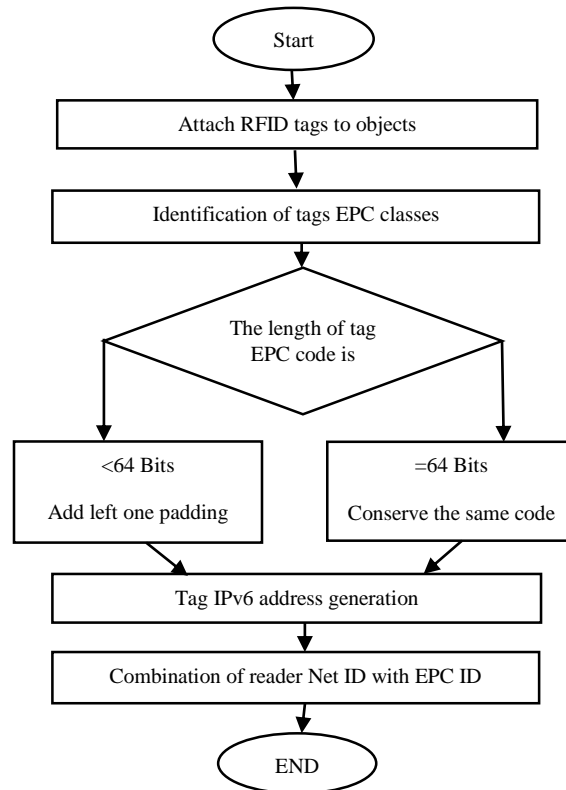 Start
Attach RFID tags to objects
Identification of tags EPC classes
The length of tag
EPC code is
<64 Bits
Add left one padding
=64 Bits
Conserve the same code
Tag IPv6 address generation
Combination of reader Net ID with EPC ID
END